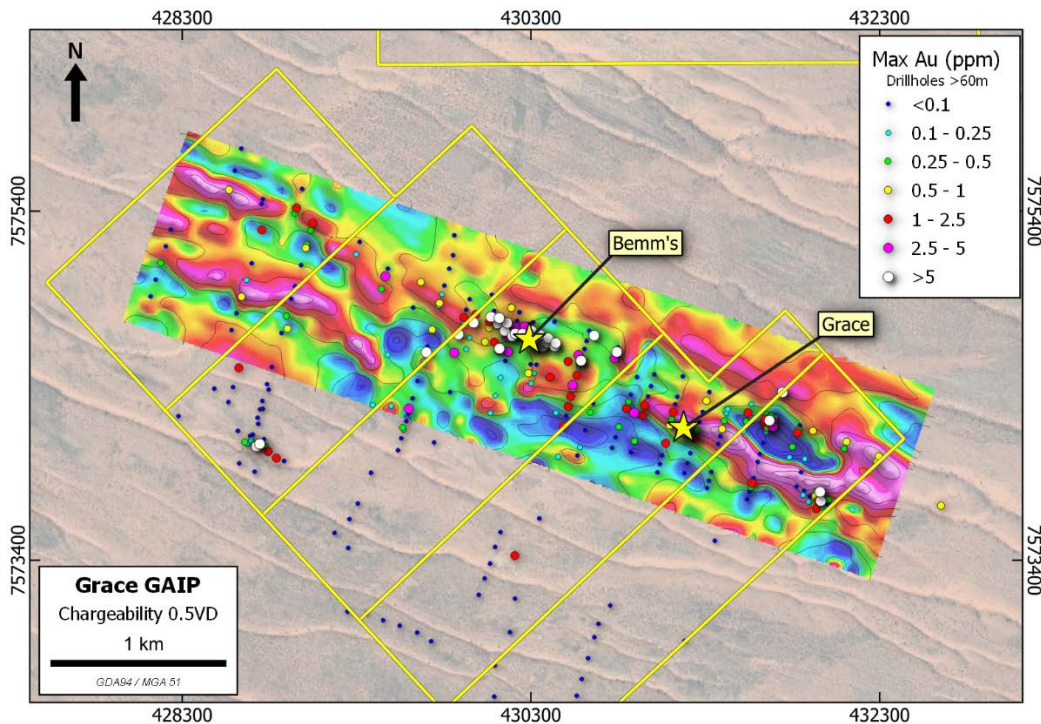 428300
430300
432300
N
Max Au (ppm)
Drillholes >60m
<0.1
0.1 - 0.25
0.25 - 0.5
0.5 - 1
1 - 2.5
2.5 - 5
>5
7575400
7575400
Bemm's
Grace
7573400
7573400
Grace GAIP
Chargeability 0.5VD
1 km
GDA94 / MGA 51
428300
430300
432300